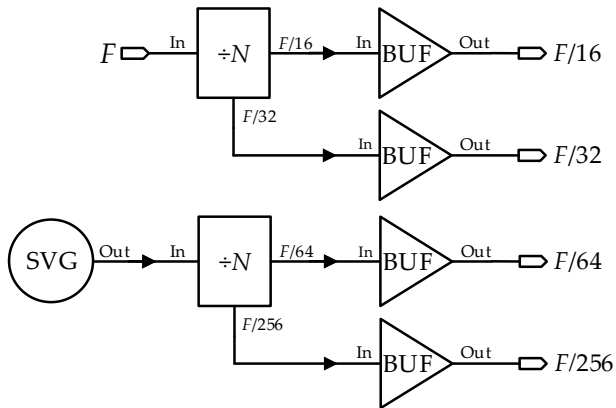 F In ÷N F/16 In BUF Out F/16
F/32 In BUF Out F/32
SVG Out In ÷N F/64 In BUF Out F/64
F/256 In BUF Out F/256